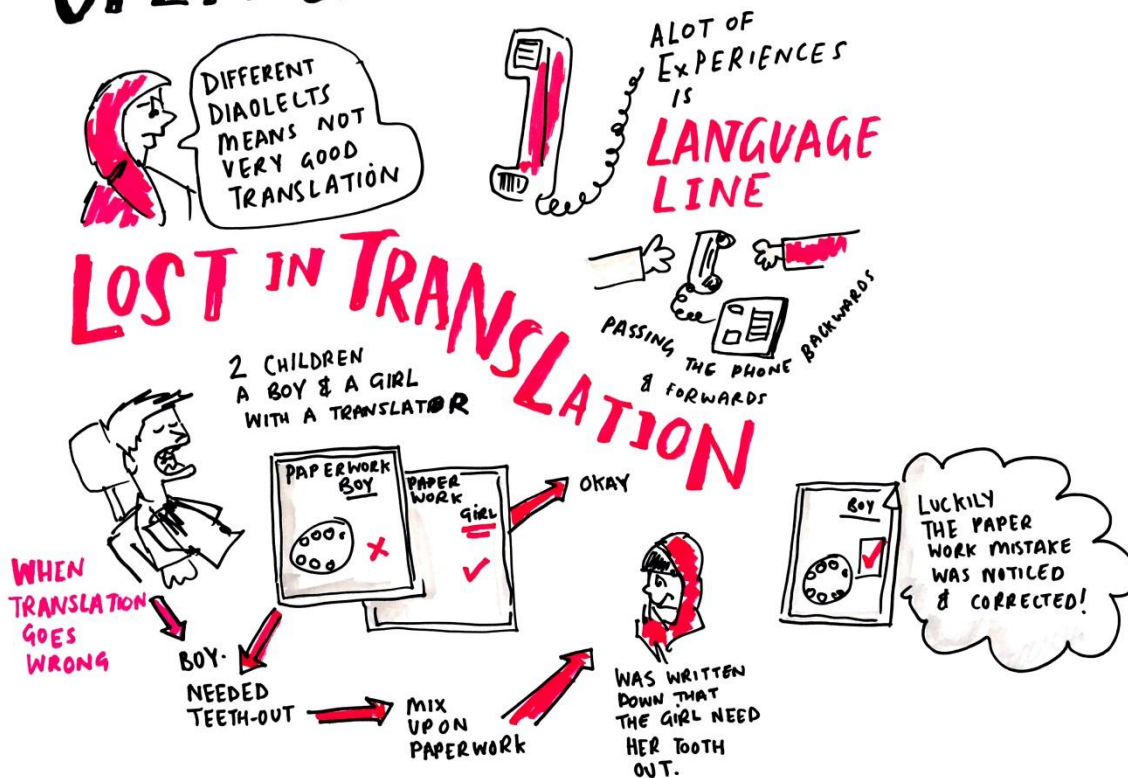 DIFFERENT
DIAOLECTS
MEANS NOT
VERY GOOD
TRANSLATION
ALOT OF
EXPERIENCES
IS
LANGUAGE
LINE
PASSING THE PHONE BACKWARDS
& FORWARDS
LOST IN TRANSLATION
2 CHILDREN
A BOY & A GIRL
WITH A TRANSLATOR
PAPERWORK
BOY
PAPER
WORK
GIRL
OKAY
WHEN
TRANSLATION
GOES
WRONG
BOY.
NEEDED
TEETH-OUT
MIX
UP ON
PAPERWORK
WAS WRITTEN
DOWN THAT
THE GIRL NEED
HER TOOTH
OUT.
BOY
LUCKILY
THE PAPER
WORK MISTAKE
WAS NOTICED
& CORRECTED!